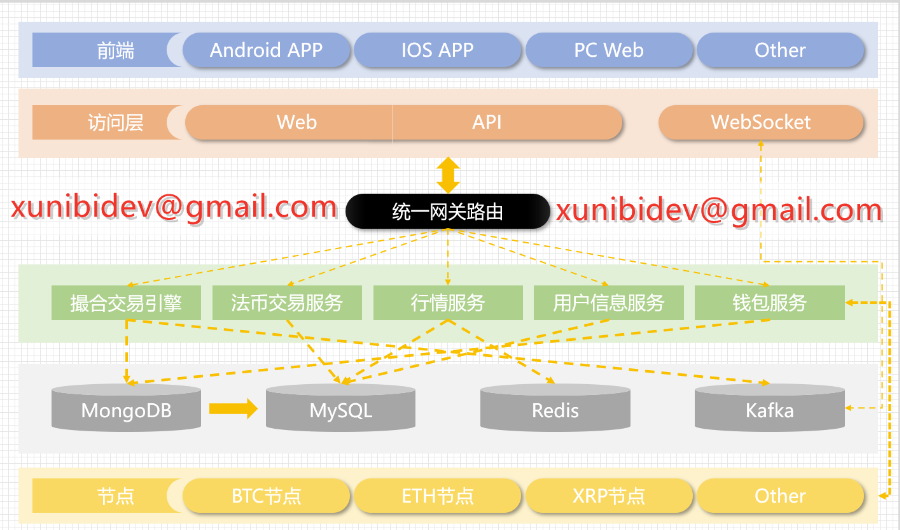 前端 Android APP IOS APP PC Web Other
访问层 Web API WebSocket
xunibidev@gmail.com 统一网关路由 xunibidev@gmail.com
撮合交易引擎 法币交易服务 行情服务 用户信息服务 钱包服务
MongoDB MySQL Redis Kafka
节点 BTC节点 ETH节点 XRP节点 Other